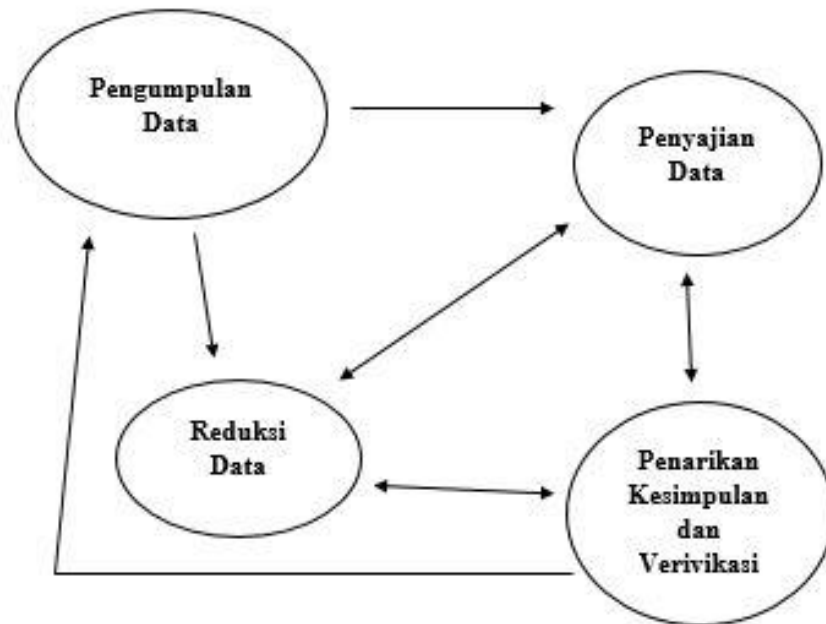 Pengumpulan
Data
Penyajian
Data
Reduksi
Data
Penarikan
Kesimpulan
dan
Verivikasi